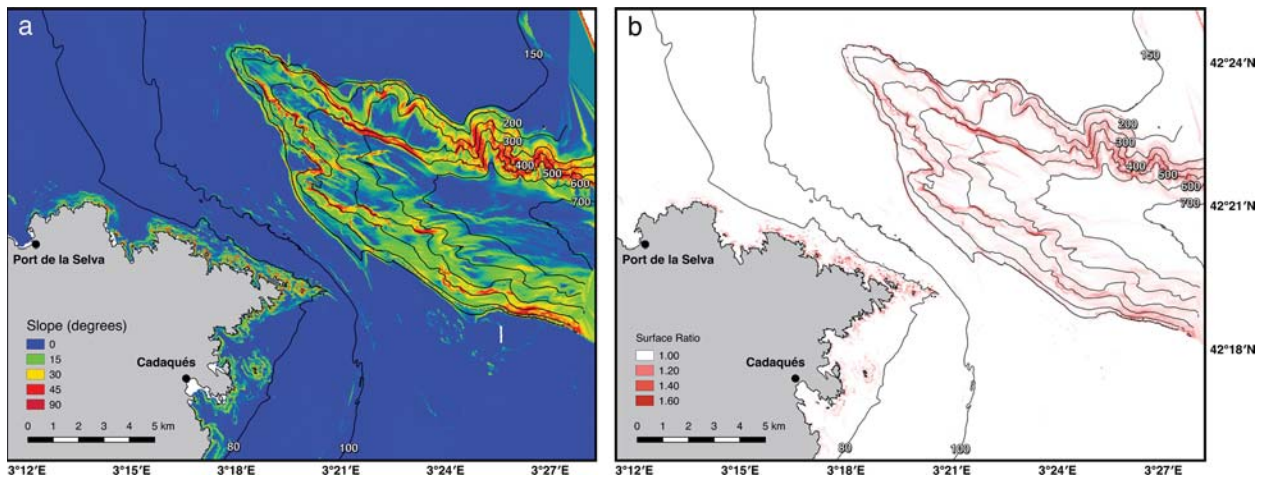 a
150
200
300
400
500
600
700
Port de la Selva
Slope (degrees)
0
15
30
45
90
Cadaqués
0 1 2 3 4 5 km
80
100
3°12′E 3°15′E 3°18′E 3°21′E 3°24′E 3°27′E
b
150
42°24′N
200
300
400
500
600
700
42°21′N
Port de la Selva
Surface Ratio
1.00
1.20
1.40
1.60
42°18′N
Cadaqués
0 1 2 3 4 5 km
80
100
3°12′E 3°15′E 3°18′E 3°21′E 3°24′E 3°27′E